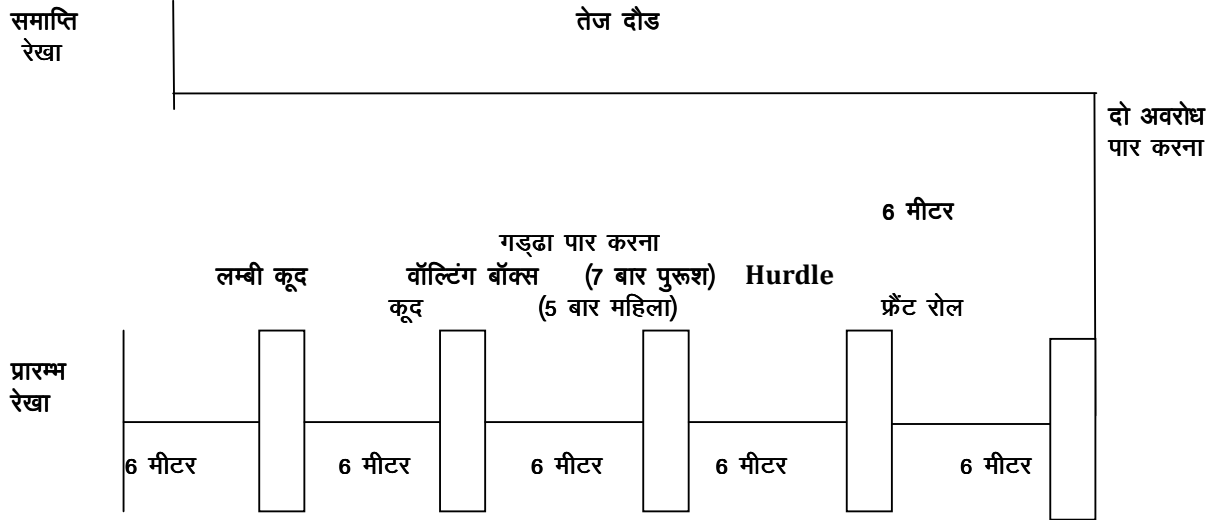 समाप्ति
रेखा
तेज दौड
दो अवरोध
पार करना
6 मीटर
गड्ढा पार करना
लम्बी कूद
वॉल्टिंग बॉक्स
(7 बार पुरूश)
Hurdle
कूद
(5 बार महिला)
फ्रैंट रोल
प्रारम्भ
रेखा
6 मीटर
6 मीटर
6 मीटर
6 मीटर
6 मीटर